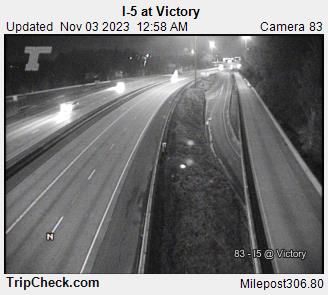 I-5 at Victory
Updated Nov 03 2023 12:58 AM Camera 83
T
N
83 - I5 @ Victory
TripCheck.com Milepost306.80